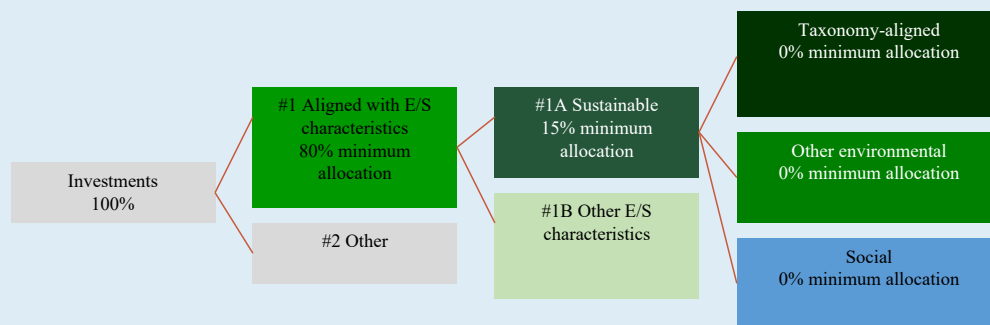 Investments
100%
#1 Aligned with E/S
characteristics
80% minimum
allocation
#2 Other
#1A Sustainable
15% minimum
allocation
#1B Other E/S
characteristics
Taxonomy-aligned
0% minimum allocation
Other environmental
0% minimum allocation
Social
0% minimum allocation